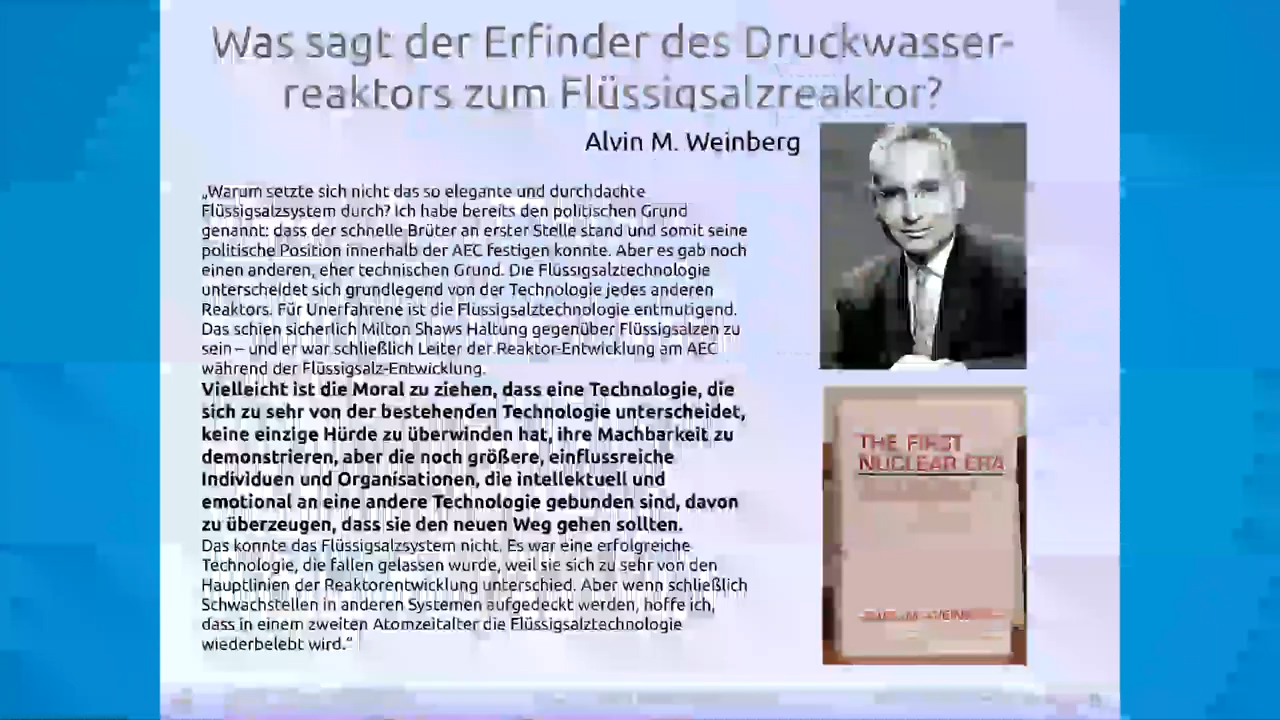 Was sagt der Erfinder des Druckwasser-
reaktors zum Flüssigsalzreaktor?
Alvin M. Weinberg
„Warum setzte sich nicht das so elegante und durchdachte
Flüssigsalzsystem durch? Ich habe bereits den politischen Grund
genannt: dass der schnelle Brüter an erster Stelle stand und somit seine
politische Position innerhalb der AEC festigen konnte. Aber es gab noch
einen anderen, eher technischen Grund. Die Flüssigsalztechnologie
unterscheidet sich grundlegend von der Technologie jedes anderen
Reaktors. Für Unerfahrene ist die Flüssigsalztechnologie entmutigend.
Das schien sicherlich Milton Shaws Haltung gegenüber Flüssigsalzen zu
sein – und er war schließlich Leiter der Reaktor-Entwicklung am AEC
während der Flüssigsalz-Entwicklung.
Vielleicht ist die Moral zu ziehen, dass eine Technologie, die
sich zu sehr von der bestehenden Technologie unterscheidet,
keine einzige Hürde zu überwinden hat, ihre Machbarkeit zu
demonstrieren, aber die noch größere, einflussreiche
Individuen und Organisationen, die intellektuell und
emotional an eine andere Technologie gebunden sind, davon
zu überzeugen, dass sie den neuen Weg gehen sollten.
Das konnte das Flüssigsalzsystem nicht. Es war eine erfolgreiche
Technologie, die fallen gelassen wurde, weil sie sich zu sehr von den
Hauptlinien der Reaktorentwicklung unterschied. Aber wenn schließlich
Schwachstellen in anderen Systemen aufgedeckt werden, hoffe ich,
dass in einem zweiten Atomzeitalter die Flüssigsalztechnologie
wiederbelebt wird.“
THE FIRST
NUCLEAR ERA